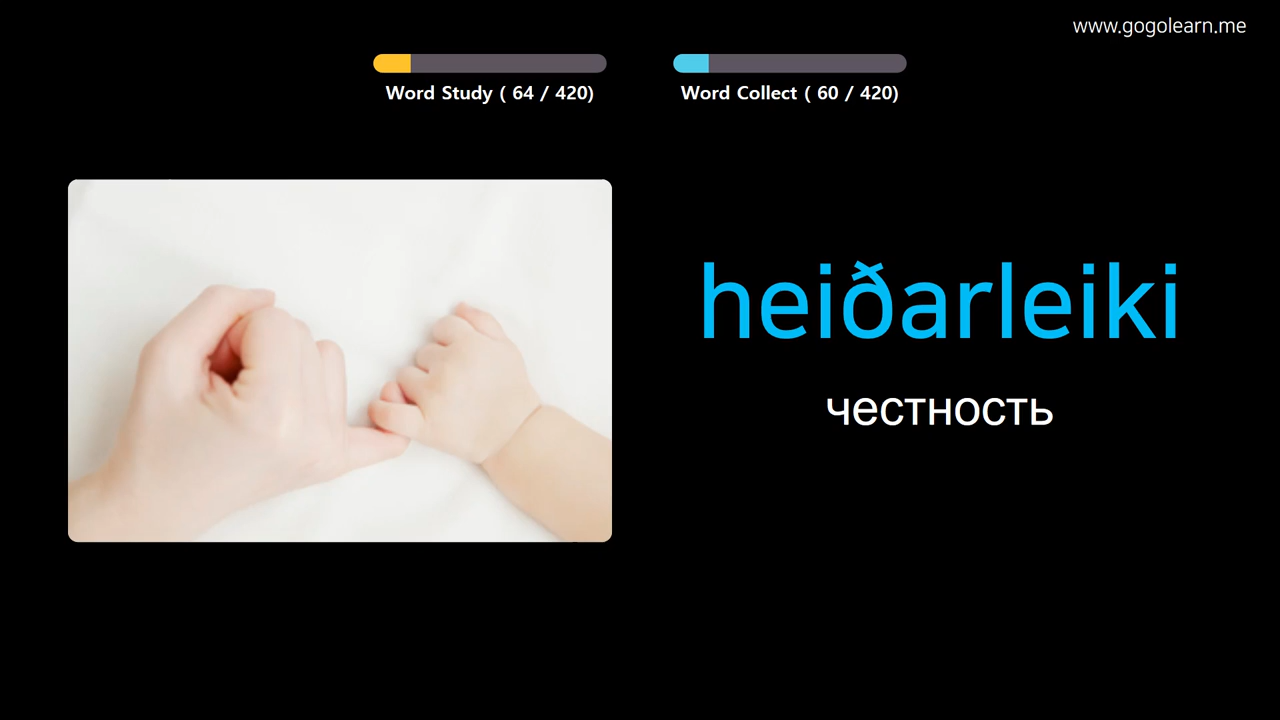 www.gogolearn.me
Word Study ( 64 / 420)
Word Collect ( 60 / 420)
heiðarleiki
честность